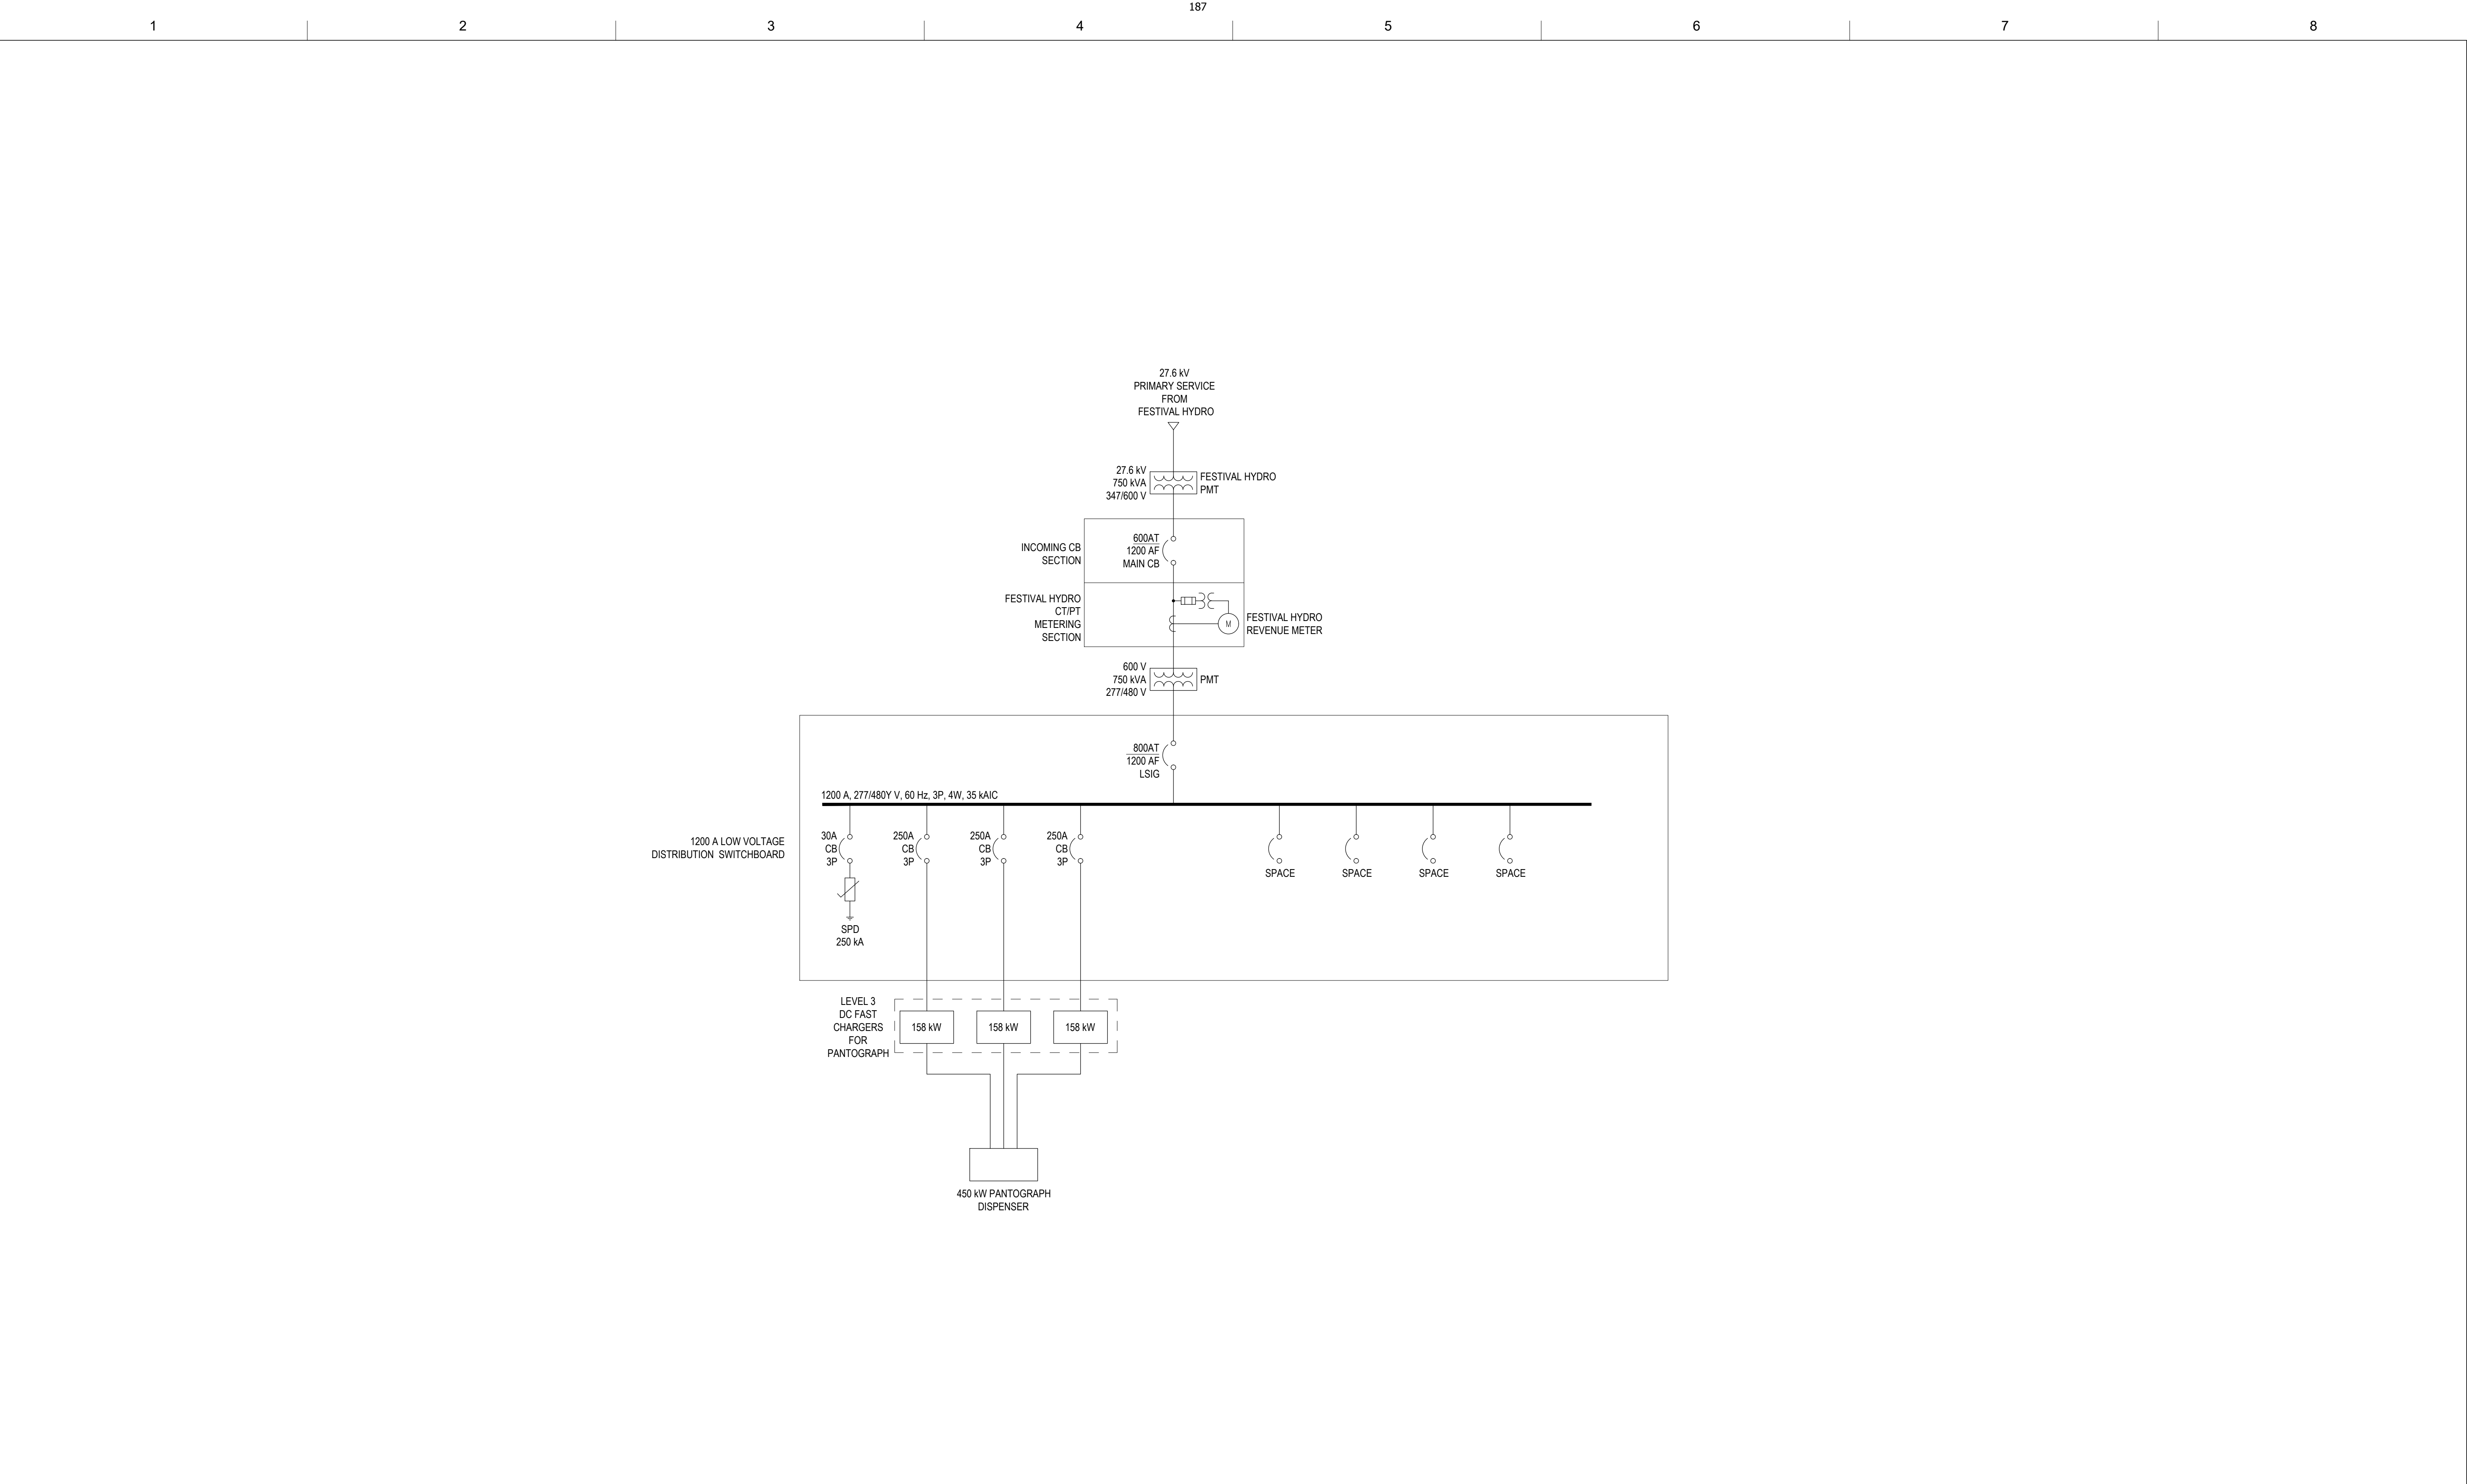 187
1 2 3 4 5 6 7 8
27.6 kV
PRIMARY SERVICE
FROM
FESTIVAL HYDRO
27.6 kV
750 kVA
347/600 V
FESTIVAL HYDRO
PMT
INCOMING CB
SECTION
600AT
1200 AF
MAIN CB
FESTIVAL HYDRO
CT/PT
METERING
SECTION
M
FESTIVAL HYDRO
REVENUE METER
600 V
750 kVA
277/480 V
PMT
800AT
1200 AF
LSIG
1200 A, 277/480Y V, 60 Hz, 3P, 4W, 35 kAIC
1200 A LOW VOLTAGE
DISTRIBUTION SWITCHBOARD
30A
CB
3P
250A
CB
3P
250A
CB
3P
250A
CB
3P
SPACE
SPACE
SPACE
SPACE
SPD
250 kA
LEVEL 3
DC FAST
CHARGERS
FOR
PANTOGRAPH
158 kW
158 kW
158 kW
450 kW PANTOGRAPH
DISPENSER